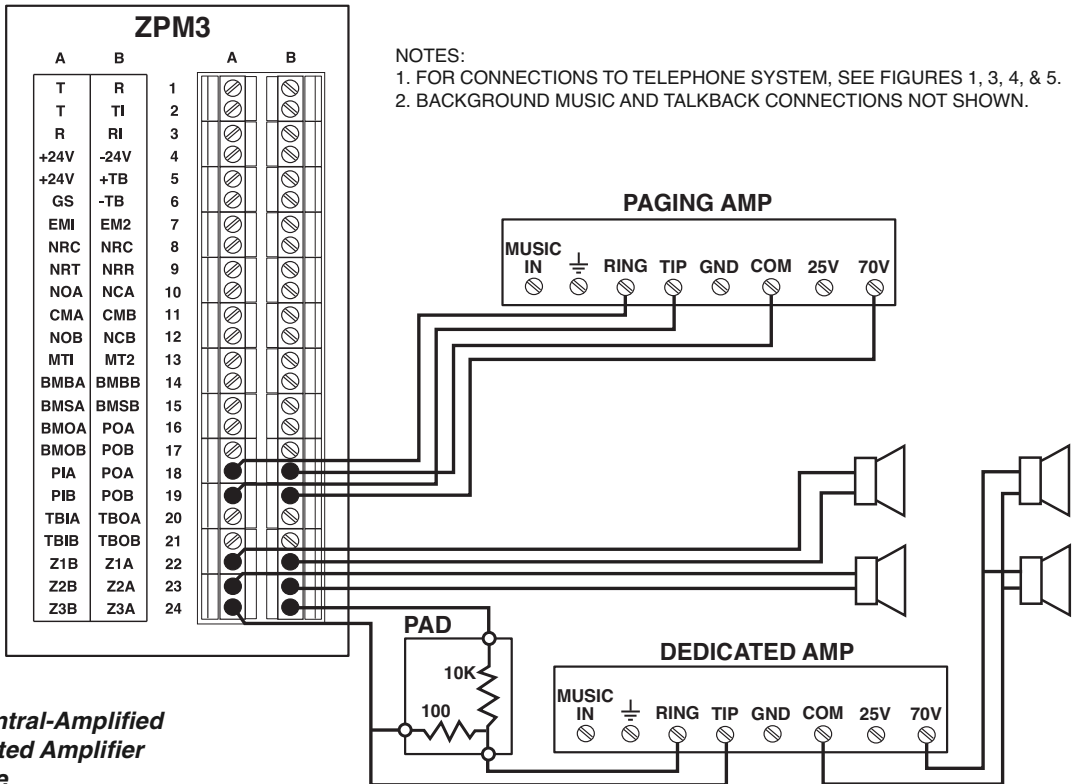 ZPM3
A B A B
T R 1
T TI 2
R RI 3
+24V -24V 4
+24V +TB 5
GS -TB 6
EMI EM2 7
NRC NRC 8
NRT NRR 9
NOA NCA 10
CMA CMB 11
NOB NCB 12
MTI MT2 13
BMBA BMBB 14
BMSA BMSB 15
BMOA POA 16
BMOB POB 17
PIA POA 18
PIB POB 19
TBIA TBOA 20
TBIB TBOB 21
Z1B Z1A 22
Z2B Z2A 23
Z3B Z3A 24
NOTES:
1. FOR CONNECTIONS TO TELEPHONE SYSTEM, SEE FIGURES 1, 3, 4, & 5.
2. BACKGROUND MUSIC AND TALKBACK CONNECTIONS NOT SHOWN.
PAGING AMP
MUSIC
IN RING TIP GND COM 25V 70V
PAD
10K
100
DEDICATED AMP
MUSIC
IN RING TIP GND COM 25V 70V
ntral-Amplified
ted Amplifier
e